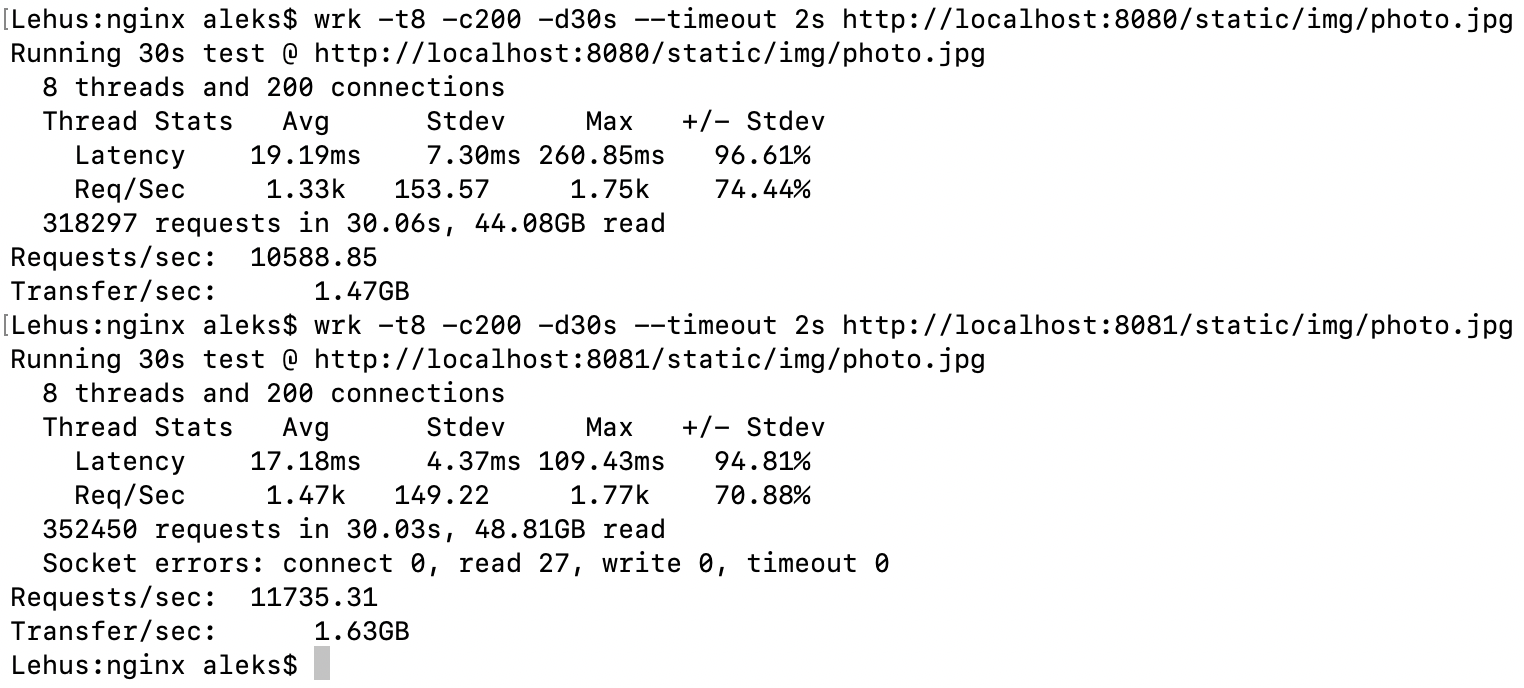 [Lehus:nginx aleks$ wrk -t8 -c200 -d30s --timeout 2s http://localhost:8080/static/img/photo.jpg
Running 30s test @ http://localhost:8080/static/img/photo.jpg
  8 threads and 200 connections
  Thread Stats   Avg      Stdev     Max   +/- Stdev
    Latency    19.19ms    7.30ms 260.85ms   96.61%
    Req/Sec     1.33k   153.57     1.75k    74.44%
  318297 requests in 30.06s, 44.08GB read
Requests/sec:  10588.85
Transfer/sec:      1.47GB
[Lehus:nginx aleks$ wrk -t8 -c200 -d30s --timeout 2s http://localhost:8081/static/img/photo.jpg
Running 30s test @ http://localhost:8081/static/img/photo.jpg
  8 threads and 200 connections
  Thread Stats   Avg      Stdev     Max   +/- Stdev
    Latency    17.18ms    4.37ms 109.43ms   94.81%
    Req/Sec     1.47k   149.22     1.77k    70.88%
  352450 requests in 30.03s, 48.81GB read
  Socket errors: connect 0, read 27, write 0, timeout 0
Requests/sec:  11735.31
Transfer/sec:      1.63GB
Lehus:nginx aleks$